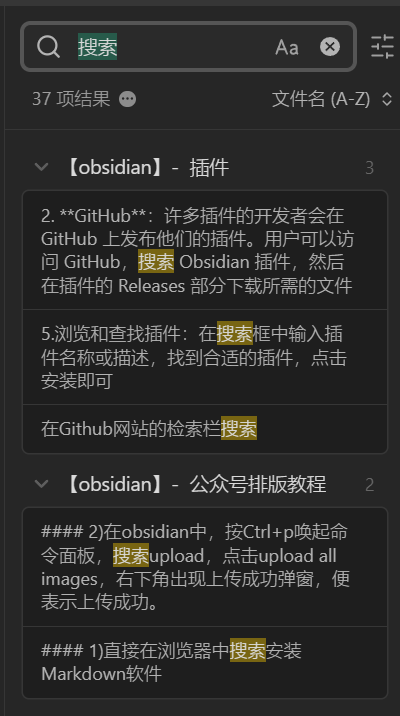 搜索 Aa
37 项结果 文件名 (A-Z)
【obsidian】- 插件 3
2. **GitHub**：许多插件的开发者会在
GitHub 上发布他们的插件。用户可以访
问 GitHub，搜索 Obsidian 插件，然后
在插件的 Releases 部分下载所需的文件
5.浏览和查找插件：在搜索框中输入插
件名称或描述，找到合适的插件，点击
安装即可
在Github网站的检索栏搜索
【obsidian】- 公众号排版教程 2
#### 2)在obsidian中，按Ctrl+p唤起命
令面板，搜索upload，点击upload all
images，右下角出现上传成功弹窗，便
表示上传成功。
#### 1)直接在浏览器中搜索安装
Markdown软件